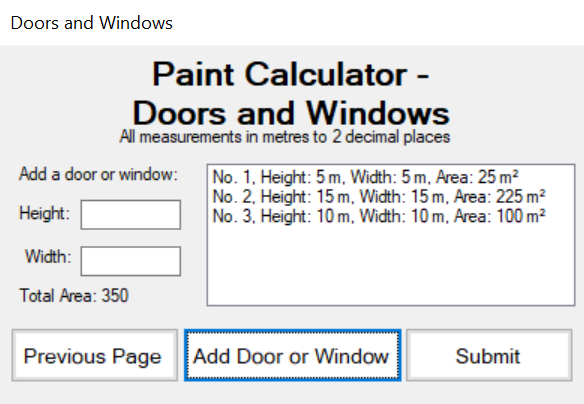 Doors and Windows
Paint Calculator -
Doors and Windows
All measurements in metres to 2 decimal places
Add a door or window:
Height:
Width:
Total Area: 350
No. 1, Height: 5 m, Width: 5 m, Area: 25 m²
No. 2, Height: 15 m, Width: 15 m, Area: 225 m²
No. 3, Height: 10 m, Width: 10 m, Area: 100 m²
Previous Page
Add Door or Window
Submit